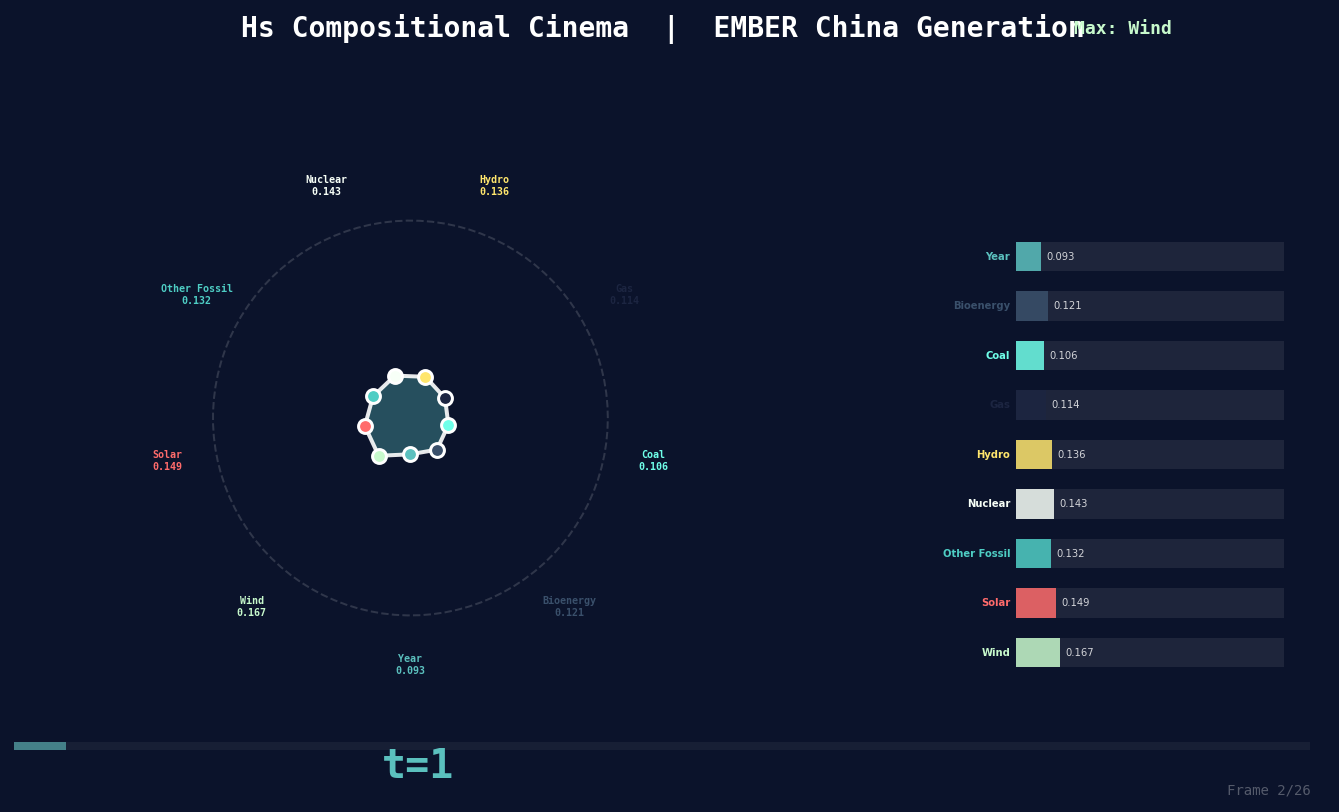 Hs Compositional Cinema | EMBER China Generation
Max: Wind
Nuclear
0.143
Hydro
0.136
Other Fossil
0.132
Gas
0.114
Solar
0.149
Coal
0.106
Wind
0.167
Bioenergy
0.121
Year
0.093
Year 0.093
Bioenergy 0.121
Coal 0.106
Gas 0.114
Hydro 0.136
Nuclear 0.143
Other Fossil 0.132
Solar 0.149
Wind 0.167
t=1
Frame 2/26